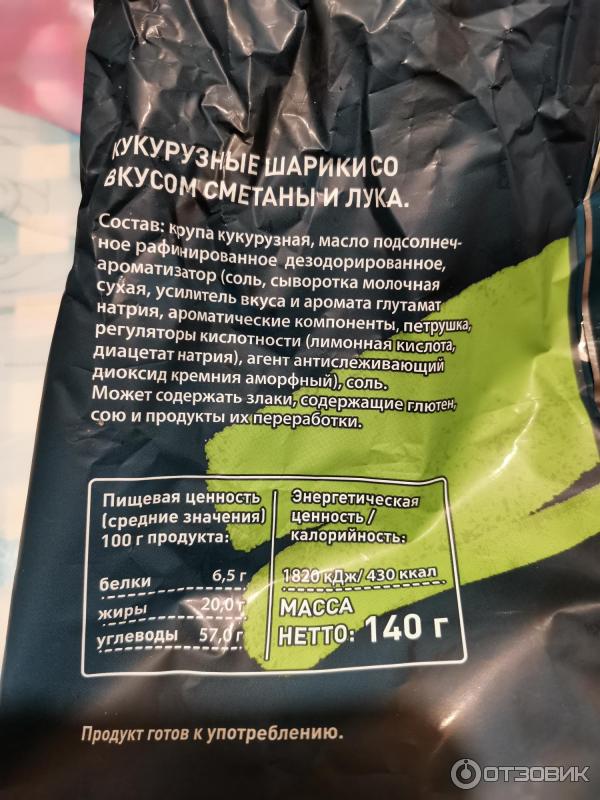 КУКУРУЗНЫЕ ШАРИКИ СО
ВКУСОМ СМЕТАНЫ И ЛУКА.
Состав: крупа кукурузная, масло подсолнеч-
ное рафинированное дезодорированное,
ароматизатор (соль, сыворотка молочная
сухая, усилитель вкуса и аромата глутамат
натрия, ароматические компоненты, петрушка,
регуляторы кислотности (лимонная кислота,
диацетат натрия), агент антислеживающий
диоксид кремния аморфный), соль.
Может содержать злаки, содержащие глютен,
сою и продукты их переработки.
Пищевая ценность
(средние значения)
100 г продукта:
белки 6,5 г
жиры 20,0 г
углеводы 57,0 г
Энергетическая
ценность /
калорийность:
1820 кДж/ 430 ккал
МАССА
НЕТТО: 140 г
Продукт готов к употреблению.
ОТЗОВИК